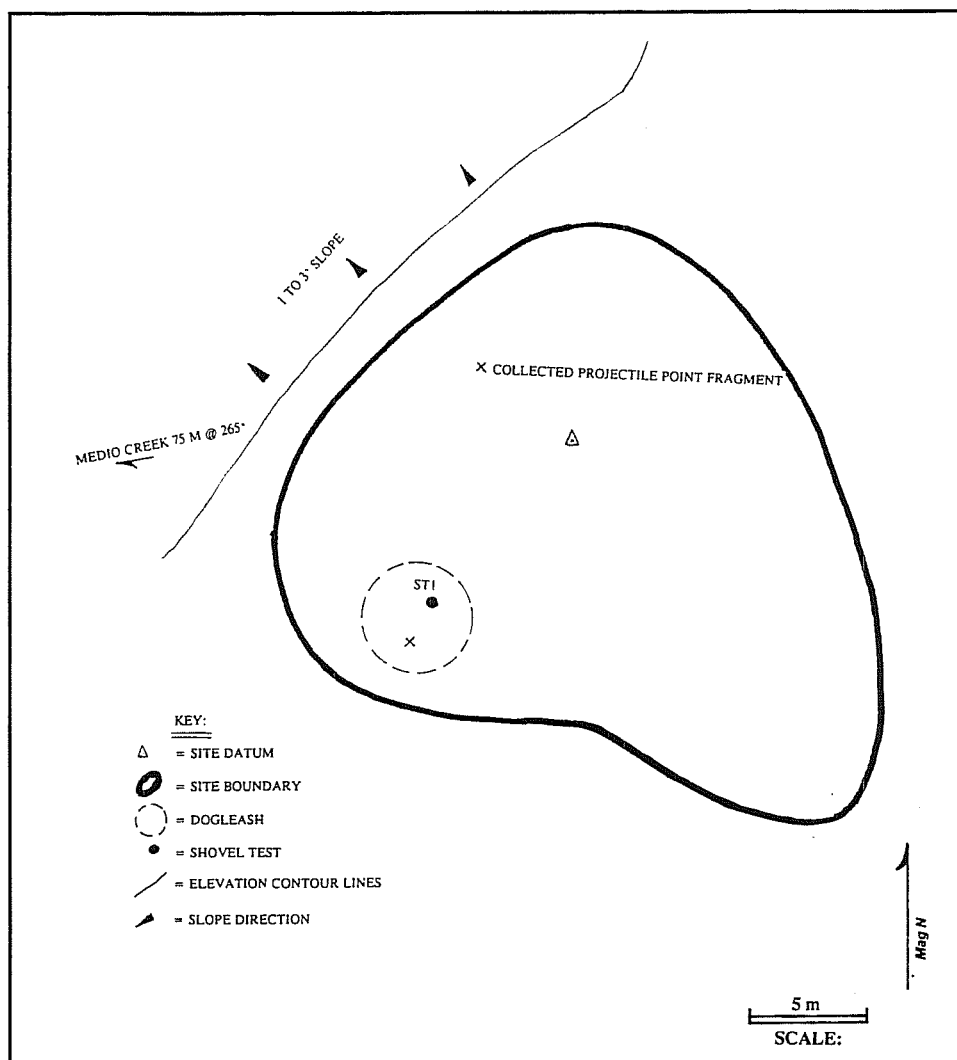 1 TO 3° SLOPE
× COLLECTED PROJECTILE POINT FRAGMENT
MEDIO CREEK 75 M @ 265°
ST1
×
KEY:
= SITE DATUM
= SITE BOUNDARY
= DOGLEASH
= SHOVEL TEST
= ELEVATION CONTOUR LINES
= SLOPE DIRECTION
Mag N
5 m
SCALE: